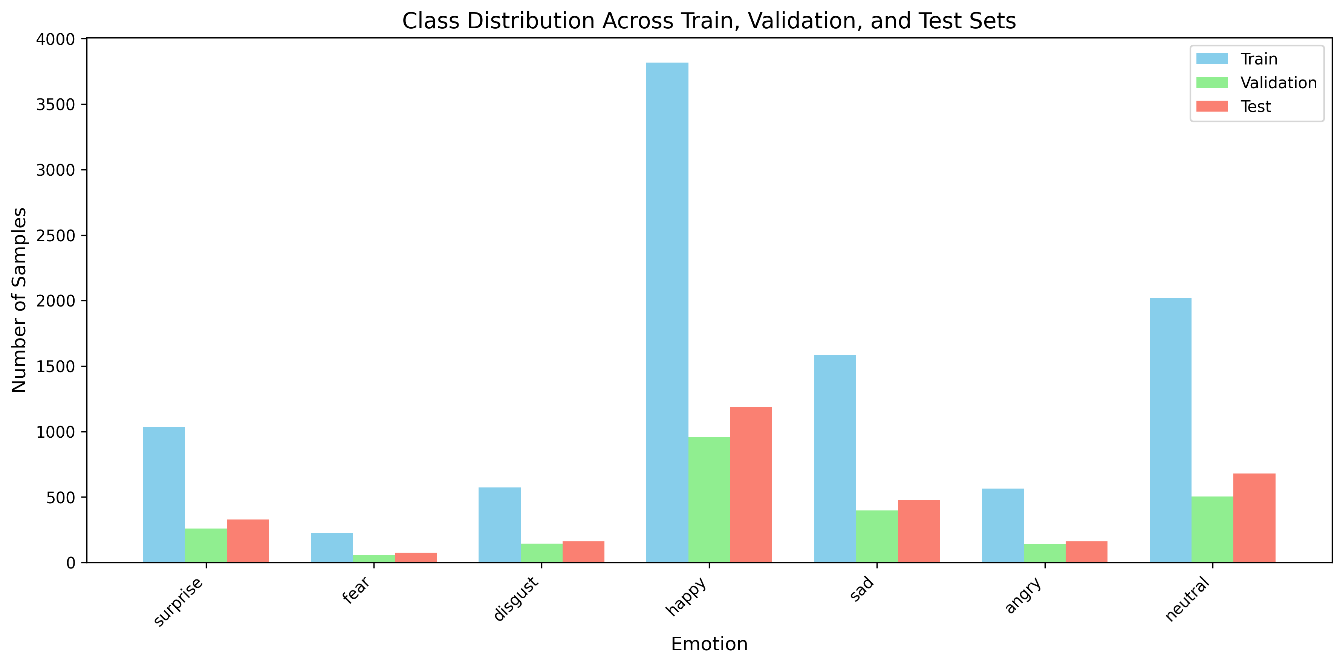 Class Distribution Across Train, Validation, and Test Sets
Train
Validation
Test
Number of Samples
4000
3500
3000
2500
2000
1500
1000
500
0
surprise
fear
disgust
happy
sad
angry
neutral
Emotion